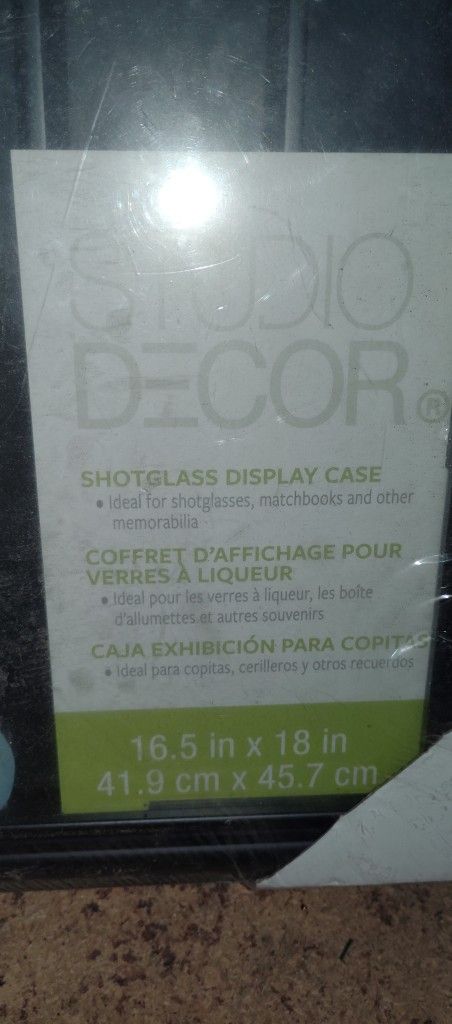 STUDIO
DECOR®
SHOTGLASS DISPLAY CASE
• Ideal for shotglasses, matchbooks and other
memorabilia
COFFRET D'AFFICHAGE POUR
VERRES À LIQUEUR
• Ideal pour les verres à liqueur, les boîte
d'allumettes et autres souvenirs
CAJA EXHIBICIÓN PARA COPITAS
• Ideal para copitas, cerilleros y otros recuerdos
16.5 in x 18 in
41.9 cm x 45.7 cm